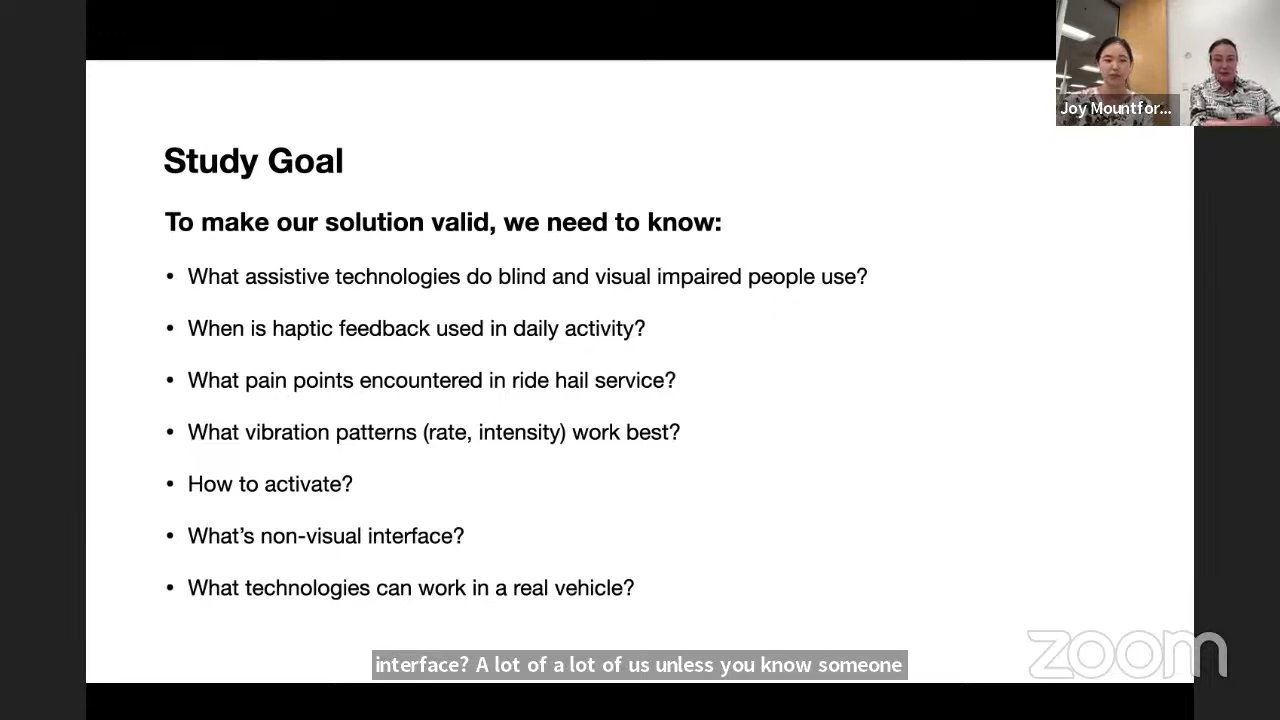 Joy Mountfor...
Study Goal
To make our solution valid, we need to know:
• What assistive technologies do blind and visual impaired people use?
• When is haptic feedback used in daily activity?
• What pain points encountered in ride hail service?
• What vibration patterns (rate, intensity) work best?
• How to activate?
• What’s non-visual interface?
• What technologies can work in a real vehicle?
interface? A lot of a lot of us unless you know someone
zoom